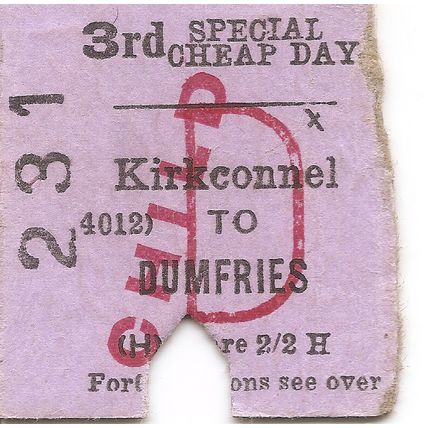 3rd SPECIAL
CHEAP DAY
X
Kirkconnel
4012) TO
DUMFRIES
(H) re 2/2 H
For( ons see over
231
CHILD
D